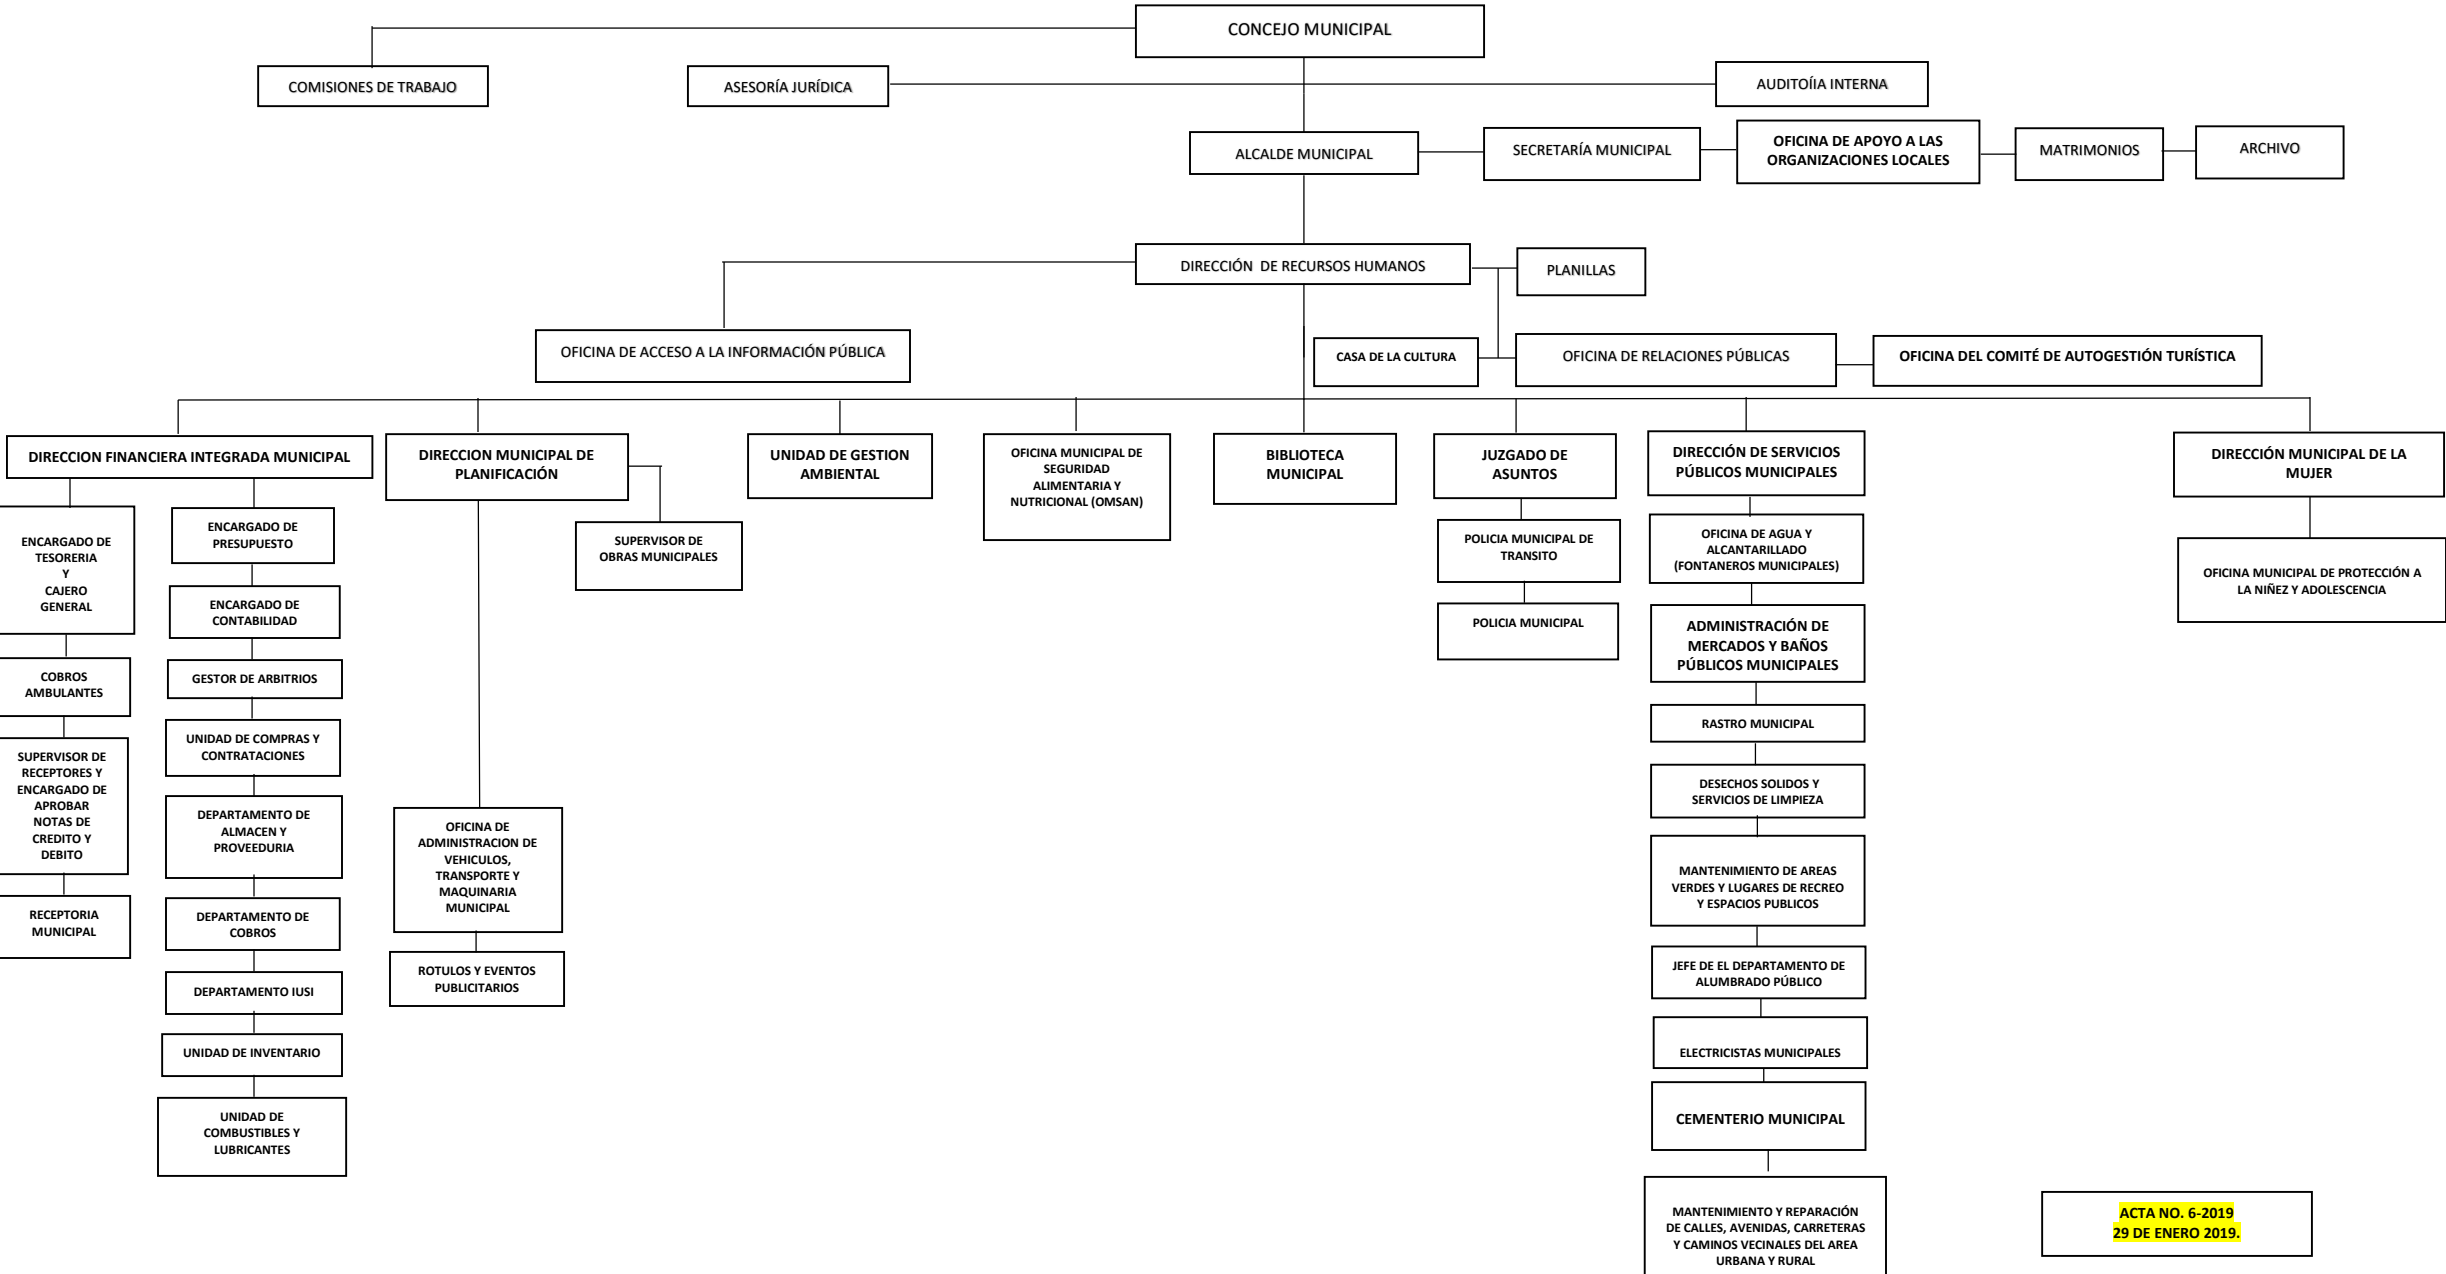 CONCEJO MUNICIPAL
COMISIONES DE TRABAJO
ASESORÍA JURÍDICA
AUDITOÍIA INTERNA
ALCALDE MUNICIPAL
SECRETARÍA MUNICIPAL
OFICINA DE APOYO A LAS
ORGANIZACIONES LOCALES
MATRIMONIOS
ARCHIVO
DIRECCIÓN DE RECURSOS HUMANOS
PLANILLAS
OFICINA DE ACCESO A LA INFORMACIÓN PÚBLICA
CASA DE LA CULTURA
OFICINA DE RELACIONES PÚBLICAS
OFICINA DEL COMITÉ DE AUTOGESTIÓN TURÍSTICA
DIRECCION FINANCIERA INTEGRADA MUNICIPAL
DIRECCION MUNICIPAL DE
PLANIFICACIÓN
UNIDAD DE GESTION
AMBIENTAL
OFICINA MUNICIPAL DE
SEGURIDAD
ALIMENTARIA Y
NUTRICIONAL (OMSAN)
BIBLIOTECA
MUNICIPAL
JUZGADO DE
ASUNTOS
DIRECCIÓN DE SERVICIOS
PÚBLICOS MUNICIPALES
DIRECCIÓN MUNICIPAL DE LA
MUJER
ENCARGADO DE
TESORERIA
Y
CAJERO
GENERAL
COBROS
AMBULANTES
SUPERVISOR DE
RECEPTORES Y
ENCARGADO DE
APROBAR
NOTAS DE
CREDITO Y
DEBITO
RECEPTORIA
MUNICIPAL
ENCARGADO DE
PRESUPUESTO
ENCARGADO DE
CONTABILIDAD
GESTOR DE ARBITRIOS
UNIDAD DE COMPRAS Y
CONTRATACIONES
DEPARTAMENTO DE
ALMACEN Y
PROVEEDURIA
DEPARTAMENTO DE
COBROS
DEPARTAMENTO IUSI
UNIDAD DE INVENTARIO
UNIDAD DE
COMBUSTIBLES Y
LUBRICANTES
SUPERVISOR DE
OBRAS MUNICIPALES
OFICINA DE
ADMINISTRACION DE
VEHICULOS,
TRANSPORTE Y
MAQUINARIA
MUNICIPAL
ROTULOS Y EVENTOS
PUBLICITARIOS
POLICIA MUNICIPAL DE
TRANSITO
POLICIA MUNICIPAL
OFICINA DE AGUA Y
ALCANTARILLADO
(FONTANEROS MUNICIPALES)
ADMINISTRACIÓN DE
MERCADOS Y BAÑOS
PÚBLICOS MUNICIPALES
RASTRO MUNICIPAL
DESECHOS SOLIDOS Y
SERVICIOS DE LIMPIEZA
MANTENIMIENTO DE AREAS
VERDES Y LUGARES DE RECREO
Y ESPACIOS PUBLICOS
JEFE DE EL DEPARTAMENTO DE
ALUMBRADO PÚBLICO
ELECTRICISTAS MUNICIPALES
CEMENTERIO MUNICIPAL
MANTENIMIENTO Y REPARACIÓN
DE CALLES, AVENIDAS, CARRETERAS
Y CAMINOS VECINALES DEL AREA
URBANA Y RURAL
OFICINA MUNICIPAL DE PROTECCIÓN A
LA NIÑEZ Y ADOLESCENCIA
ACTA NO. 6-2019
29 DE ENERO 2019.